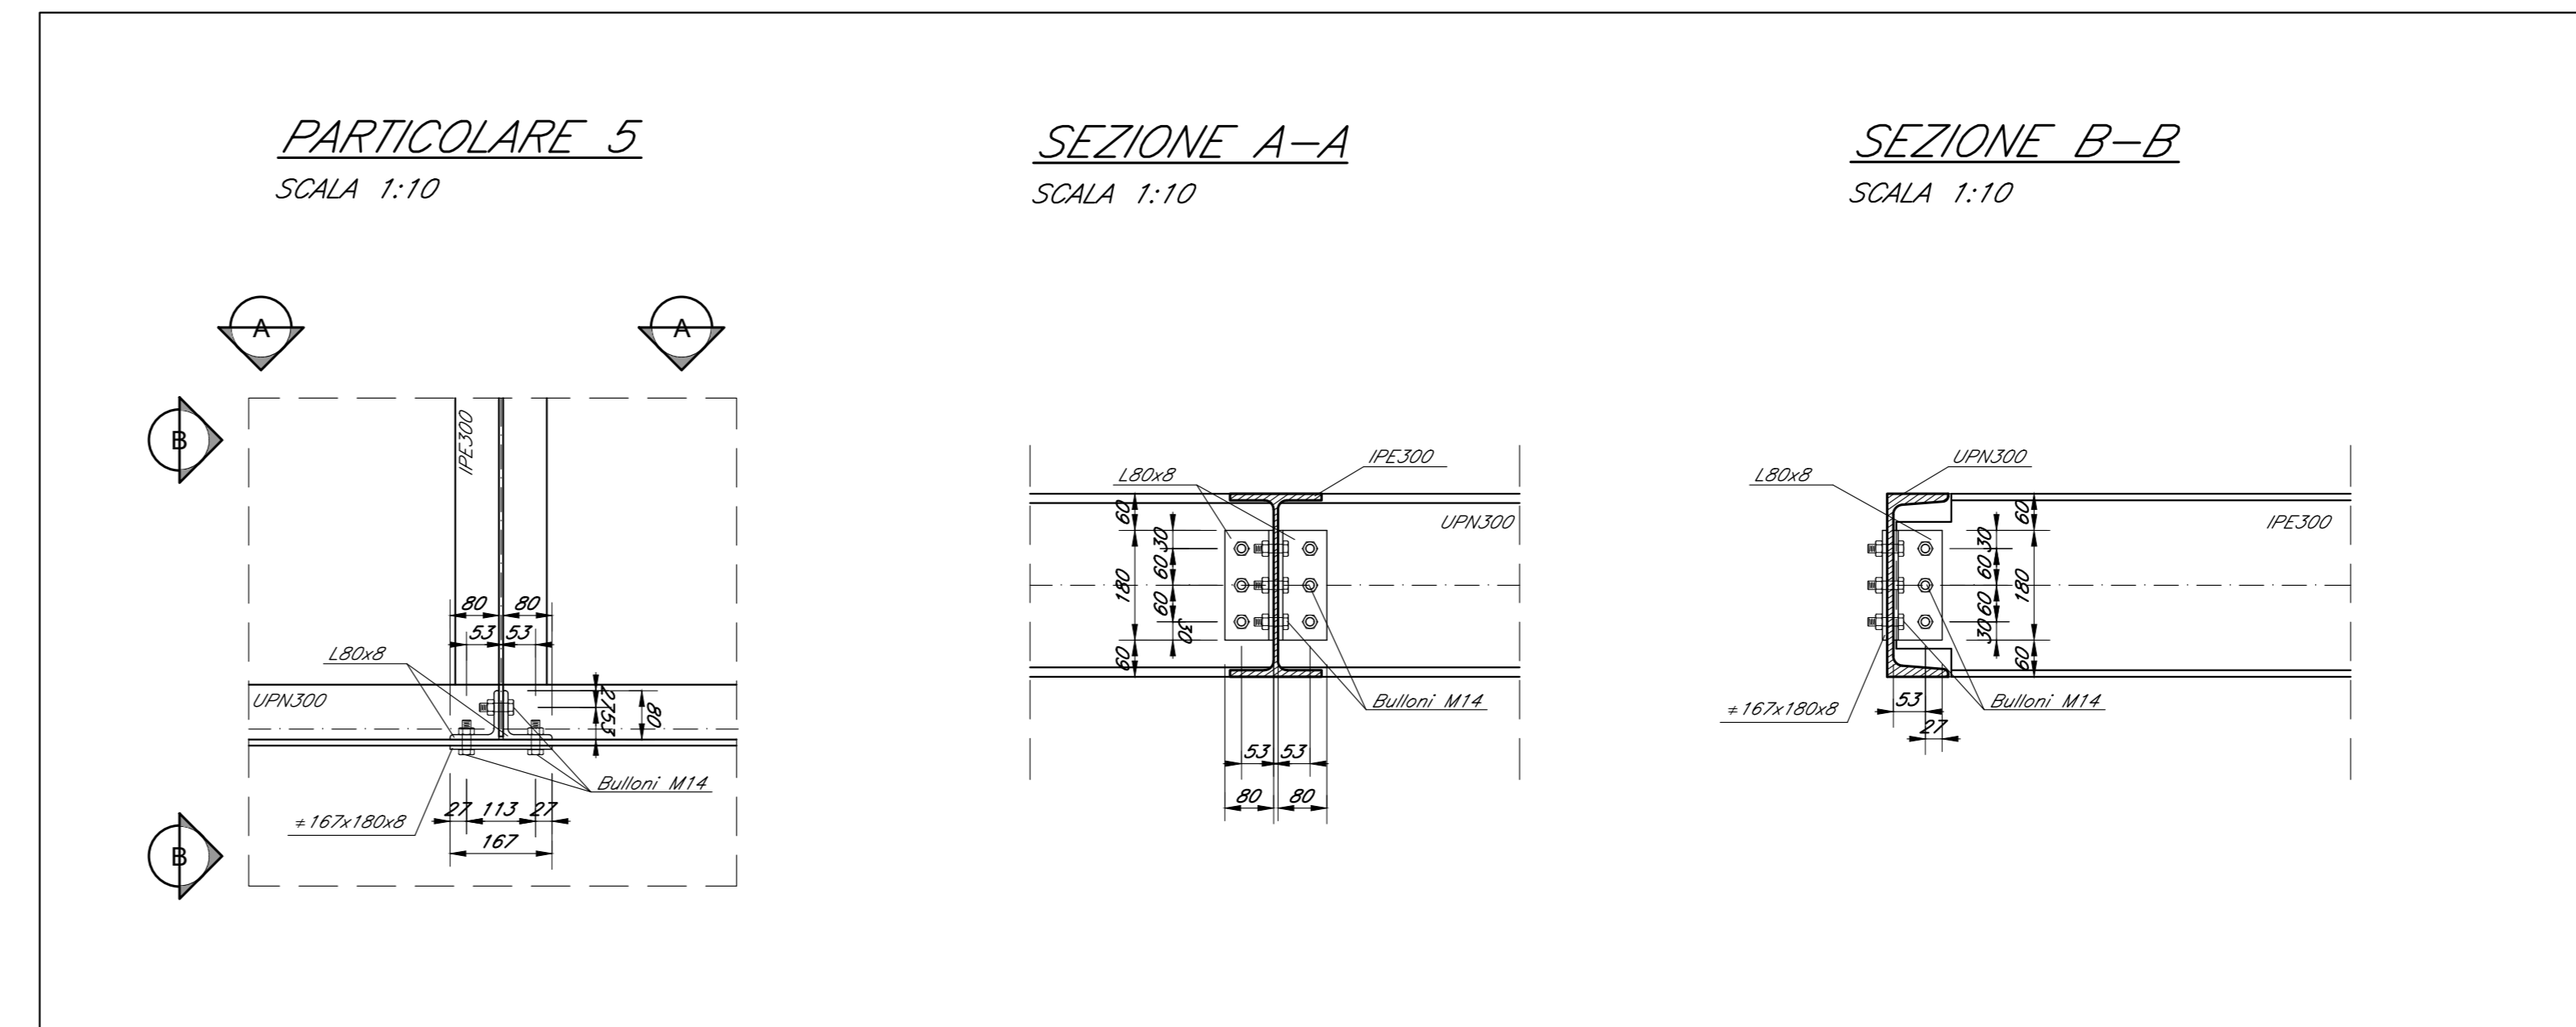 PARTICOLARE 5
SCALA 1:10
A
A
B
B
IPE300
80
80
53
53
L80x8
UPN300
27
53
80
Bulloni M14
27
113
27
≠167x180x8
167
SEZIONE A-A
SCALA 1:10
IPE300
L80x8
UPN300
60
30
60
180
60
30
60
Bulloni M14
53
53
80
80
SEZIONE B-B
SCALA 1:10
UPN300
L80x8
IPE300
60
30
60
180
60
30
60
53
Bulloni M14
≠167x180x8
27